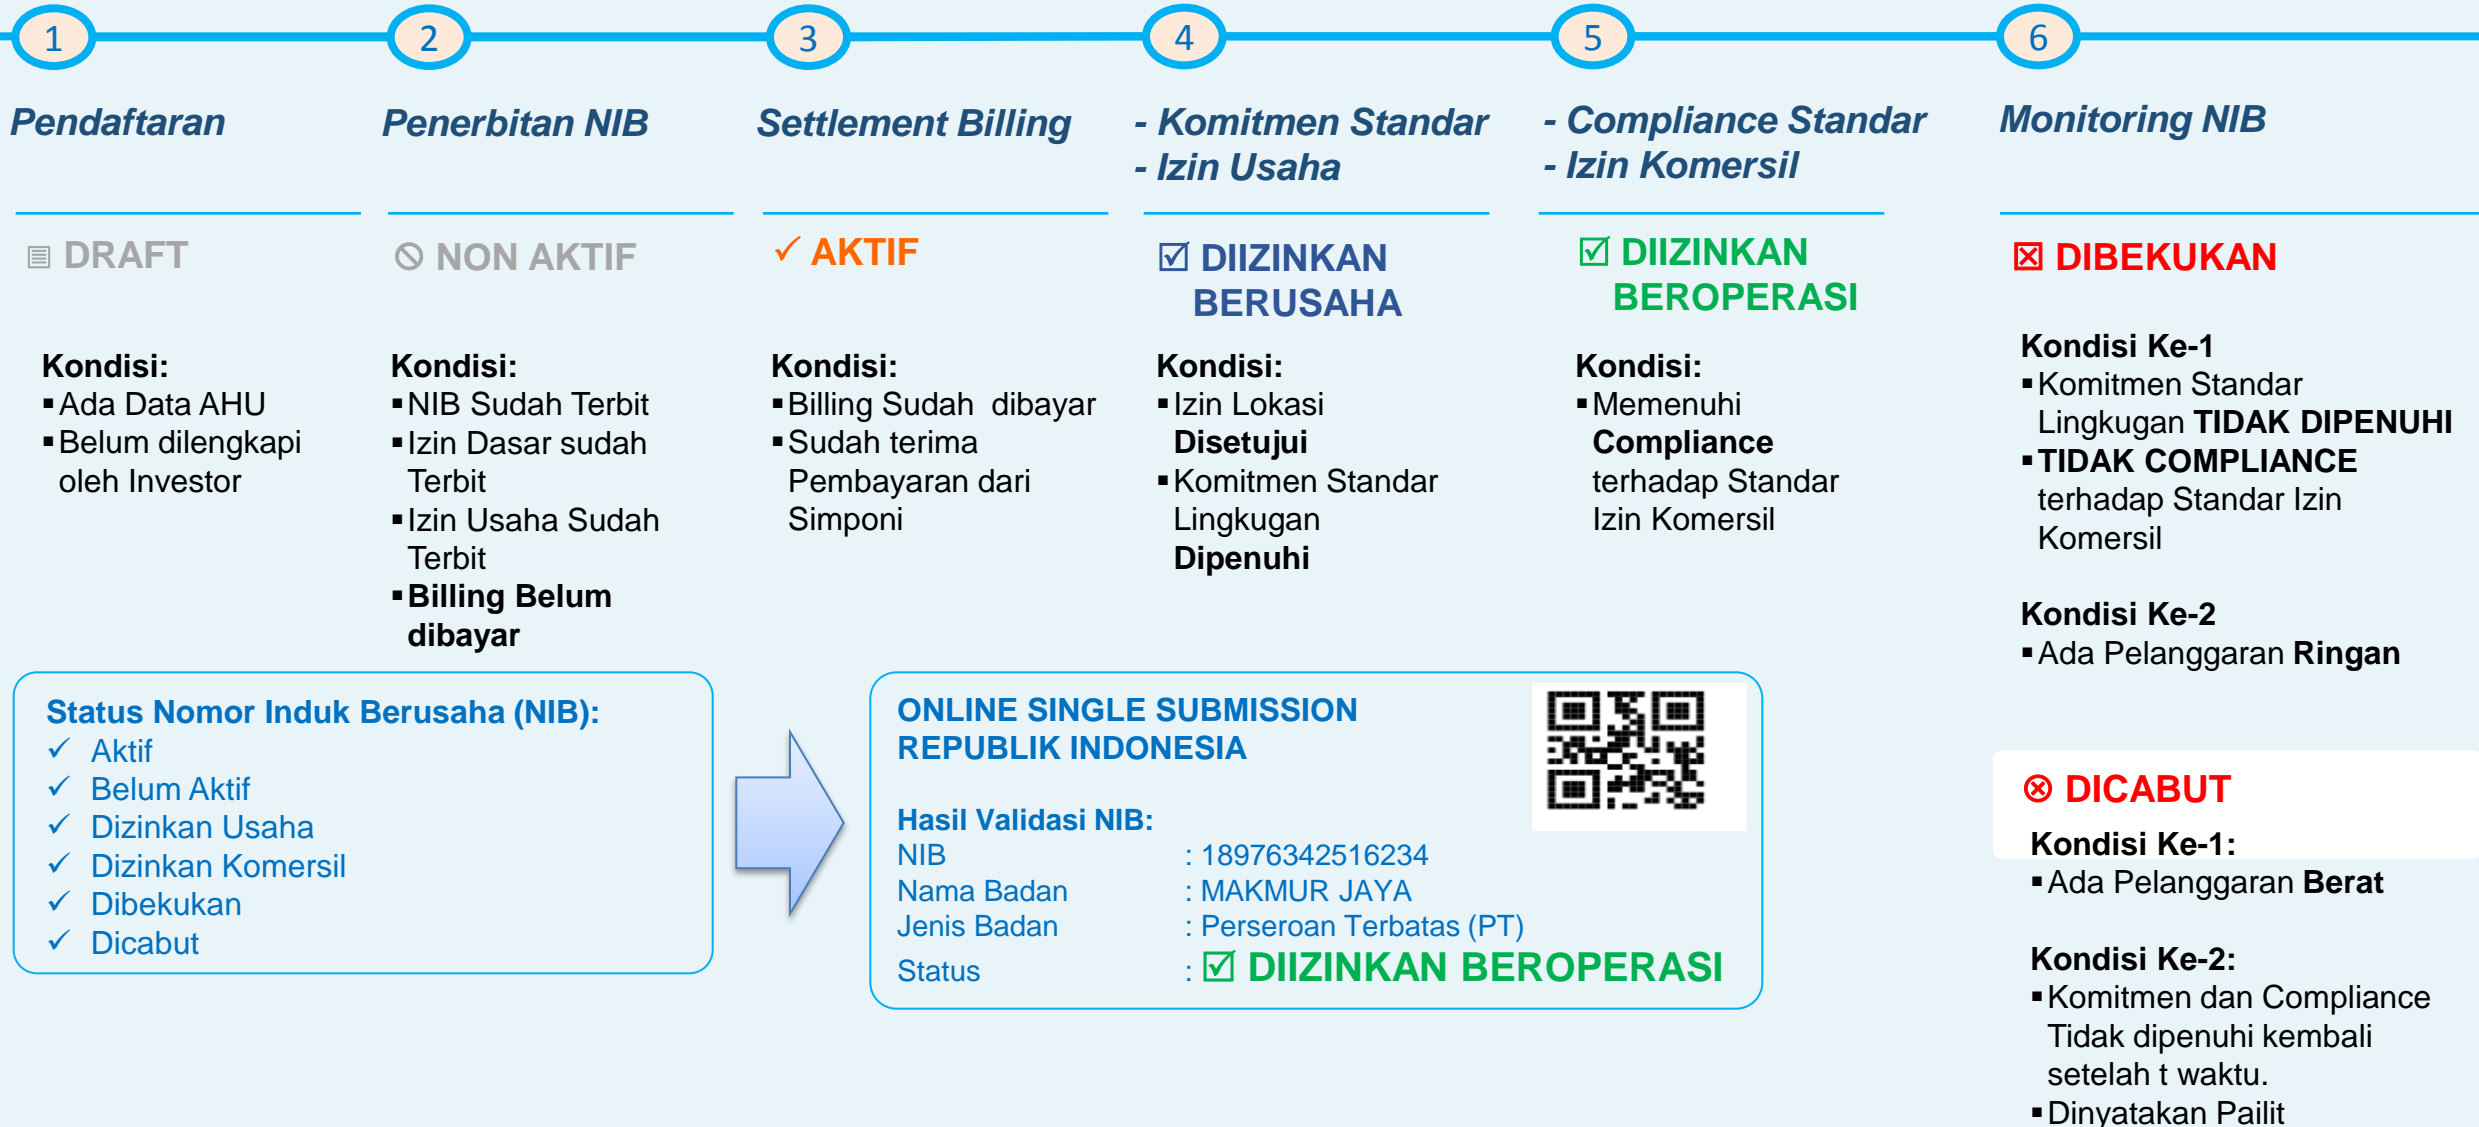 1
2
3
4
5
6
Pendaftaran
Penerbitan NIB
Settlement Billing
- Komitmen Standar
- Izin Usaha
- Compliance Standar
- Izin Komersil
Monitoring NIB
DRAFT
Kondisi:
▪Ada Data AHU
▪Belum dilengkapi
oleh Investor
NON AKTIF
Kondisi:
▪NIB Sudah Terbit
▪Izin Dasar sudah
Terbit
▪Izin Usaha Sudah
Terbit
▪Billing Belum
dibayar
✓ AKTIF
Kondisi:
▪Billing Sudah dibayar
▪Sudah terima
Pembayaran dari
Simponi
☑ DIIZINKAN
BERUSAHA
Kondisi:
▪Izin Lokasi
Disetujui
▪Komitmen Standar
Lingkugan
Dipenuhi
☑ DIIZINKAN
BEROPERASI
Kondisi:
▪Memenuhi
Compliance
terhadap Standar
Izin Komersil
☒ DIBEKUKAN
Kondisi Ke-1
▪Komitmen Standar
Lingkugan TIDAK DIPENUHI
▪TIDAK COMPLIANCE
terhadap Standar Izin
Komersil
Kondisi Ke-2
▪Ada Pelanggaran Ringan
⊗ DICABUT
Kondisi Ke-1:
▪Ada Pelanggaran Berat
Kondisi Ke-2:
▪Komitmen dan Compliance
Tidak dipenuhi kembali
setelah t waktu.
▪Dinyatakan Pailit
Status Nomor Induk Berusaha (NIB):
✓ Aktif
✓ Belum Aktif
✓ Dizinkan Usaha
✓ Dizinkan Komersil
✓ Dibekukan
✓ Dicabut
ONLINE SINGLE SUBMISSION
REPUBLIK INDONESIA
Hasil Validasi NIB:
NIB : 18976342516234
Nama Badan : MAKMUR JAYA
Jenis Badan : Perseroan Terbatas (PT)
Status : ☑ DIIZINKAN BEROPERASI